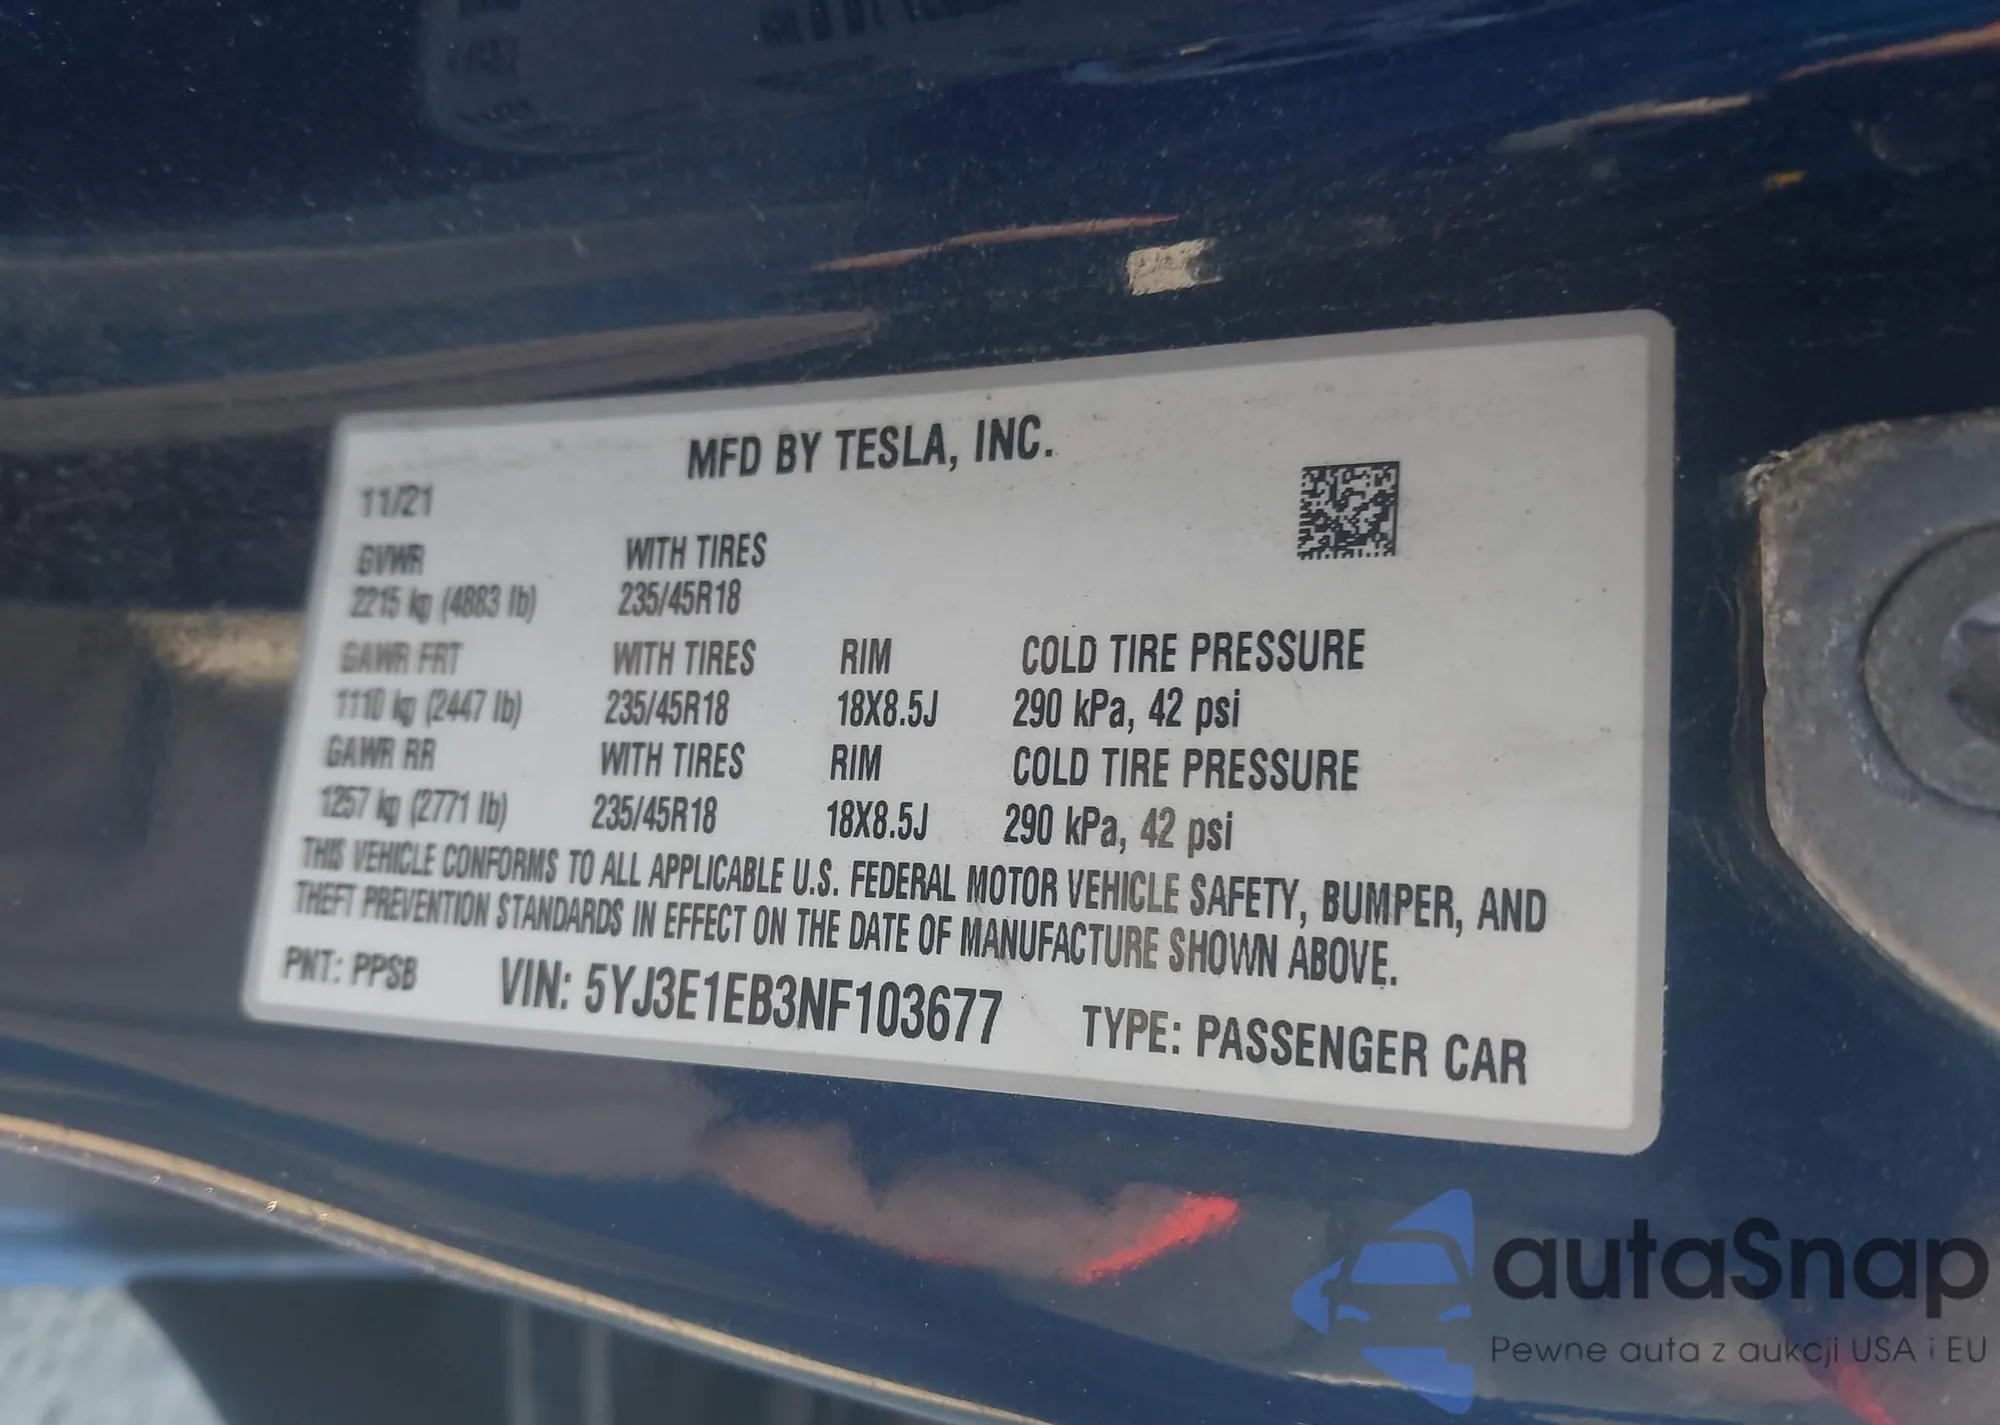 MFD BY TESLA, INC.
11/21
GVWR WITH TIRES
2215 kg (4883 lb) 235/45R18
GAWR FRT WITH TIRES RIM COLD TIRE PRESSURE
1110 kg (2447 lb) 235/45R18 18X8.5J 290 kPa, 42 psi
GAWR RR WITH TIRES RIM COLD TIRE PRESSURE
1257 kg (2771 lb) 235/45R18 18X8.5J 290 kPa, 42 psi
THIS VEHICLE CONFORMS TO ALL APPLICABLE U.S. FEDERAL MOTOR VEHICLE SAFETY, BUMPER, AND
THEFT PREVENTION STANDARDS IN EFFECT ON THE DATE OF MANUFACTURE SHOWN ABOVE.
PNT: PPSB VIN: 5YJ3E1EB3NF103677 TYPE: PASSENGER CAR
autaSnap
Pewne auta z aukcji USA i EU